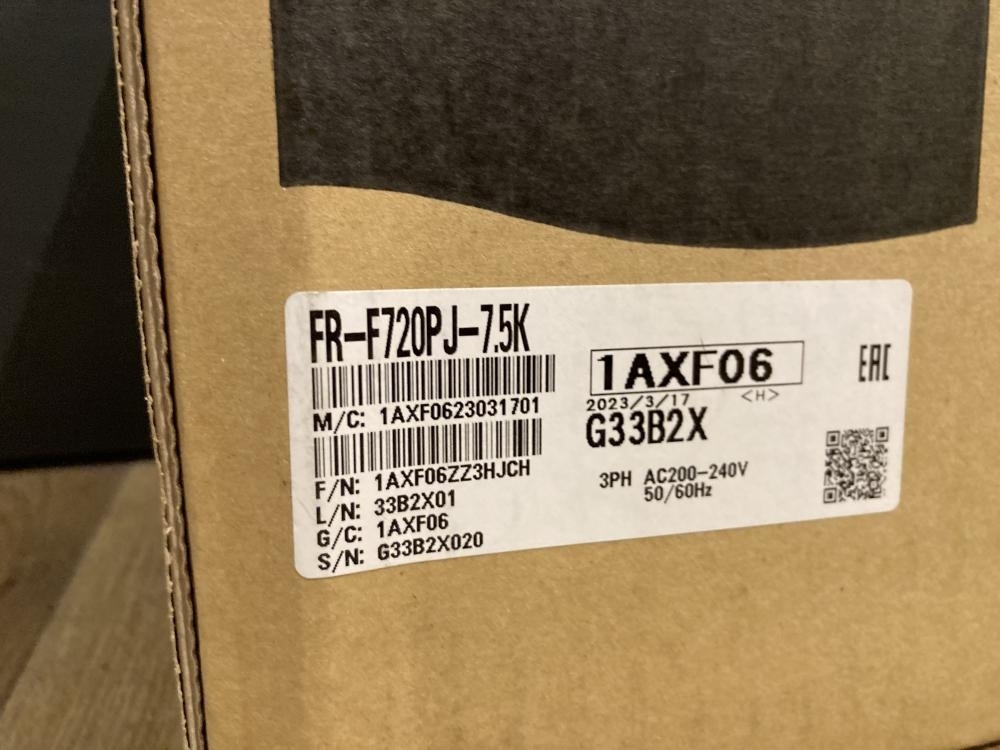 FR-F720PJ-7.5K
M/C: 1AXF0623031701
F/N: 1AXF06ZZ3HJCH
L/N: 33B2X01
G/C: 1AXF06
S/N: G33B2X020
1AXF06
2023/3/17 <H>
G33B2X
3PH AC200-240V
50/60Hz
EAC